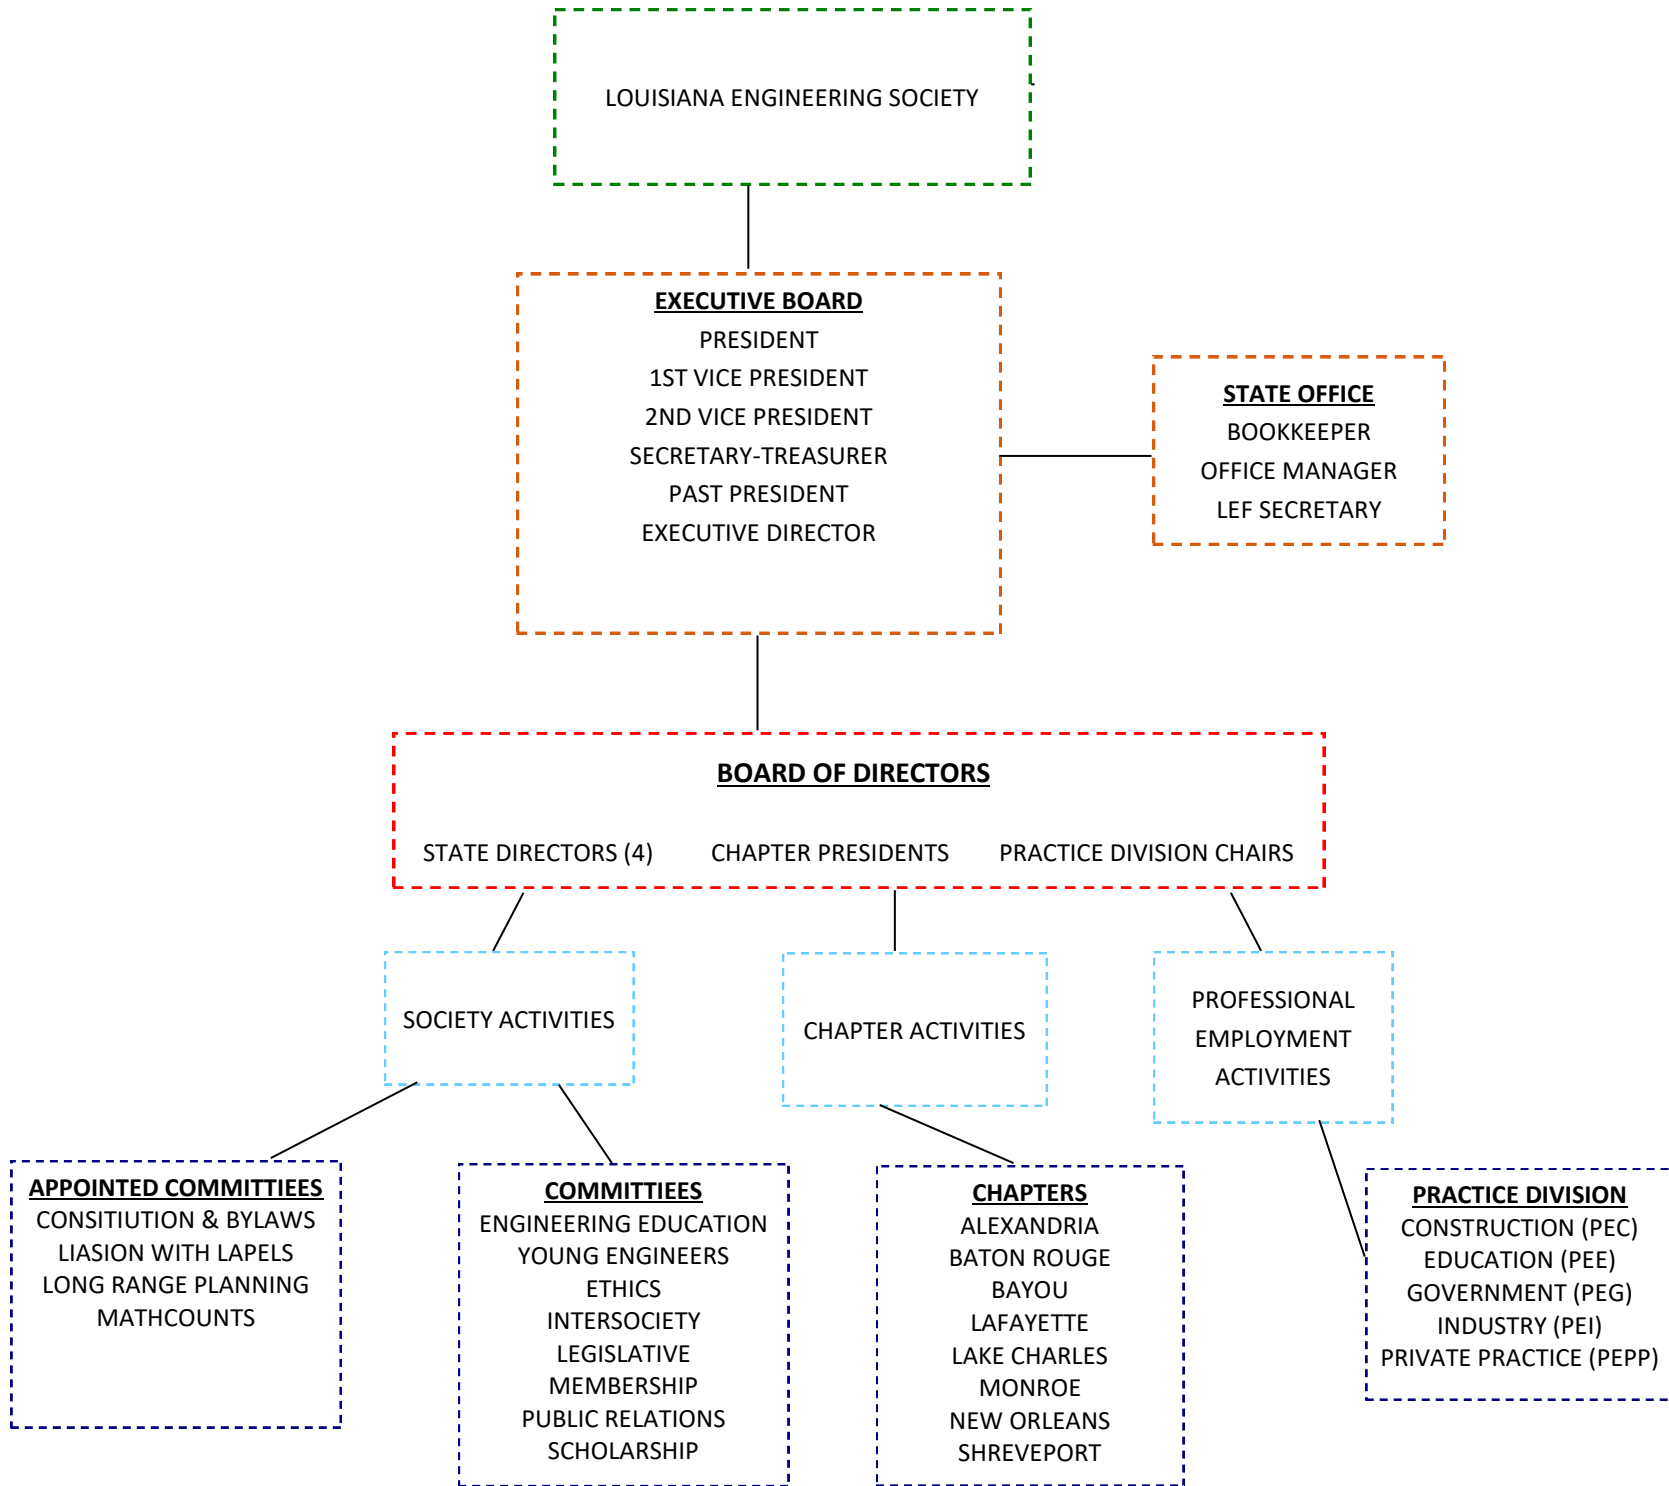 LOUISIANA ENGINEERING SOCIETY
EXECUTIVE BOARD
PRESIDENT
1ST VICE PRESIDENT
2ND VICE PRESIDENT
SECRETARY-TREASURER
PAST PRESIDENT
EXECUTIVE DIRECTOR
STATE OFFICE
BOOKKEEPER
OFFICE MANAGER
LEF SECRETARY
BOARD OF DIRECTORS
STATE DIRECTORS (4) CHAPTER PRESIDENTS PRACTICE DIVISION CHAIRS
SOCIETY ACTIVITIES
CHAPTER ACTIVITIES
PROFESSIONAL
EMPLOYMENT
ACTIVITIES
APPOINTED COMMITTIEES
CONSITIUTION & BYLAWS
LIASION WITH LAPELS
LONG RANGE PLANNING
MATHCOUNTS
COMMITTIEES
ENGINEERING EDUCATION
YOUNG ENGINEERS
ETHICS
INTERSOCIETY
LEGISLATIVE
MEMBERSHIP
PUBLIC RELATIONS
SCHOLARSHIP
CHAPTERS
ALEXANDRIA
BATON ROUGE
BAYOU
LAFAYETTE
LAKE CHARLES
MONROE
NEW ORLEANS
SHREVEPORT
PRACTICE DIVISION
CONSTRUCTION (PEC)
EDUCATION (PEE)
GOVERNMENT (PEG)
INDUSTRY (PEI)
PRIVATE PRACTICE (PEPP)